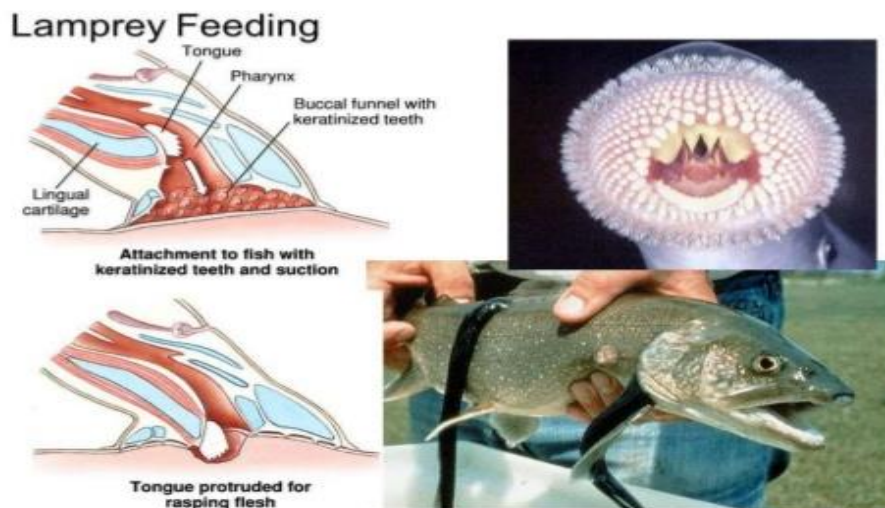 Lamprey Feeding
Tongue
Pharynx
Buccal funnel with
keratinized teeth
Lingual
cartilage
Attachment to fish with
keratinized teeth and suction
Tongue protruded for
rasping flesh